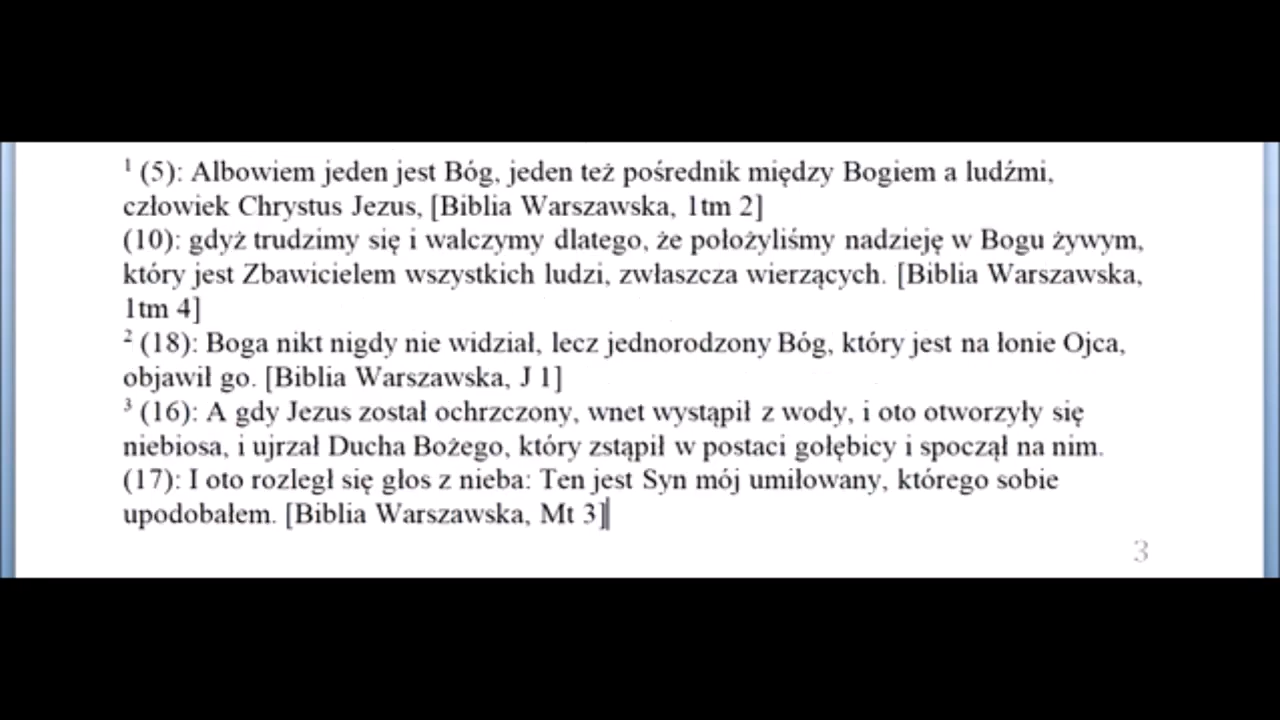 ¹ (5): Albowiem jeden jest Bóg, jeden też pośrednik między Bogiem a ludźmi,
człowiek Chrystus Jezus, [Biblia Warszawska, 1tm 2]
(10): gdyż trudzimy się i walczymy dlatego, że położyliśmy nadzieję w Bogu żywym,
który jest Zbawicielem wszystkich ludzi, zwłaszcza wierzących. [Biblia Warszawska,
1tm 4]
² (18): Boga nikt nigdy nie widział, lecz jednorodzony Bóg, który jest na łonie Ojca,
objawił go. [Biblia Warszawska, J 1]
³ (16): A gdy Jezus został ochrzczony, wnet wystąpił z wody, i oto otworzyły się
niebiosa, i ujrzał Ducha Bożego, który zstąpił w postaci gołębicy i spoczął na nim.
(17): I oto rozległ się głos z nieba: Ten jest Syn mój umiłowany, którego sobie
upodobałem. [Biblia Warszawska, Mt 3]
3